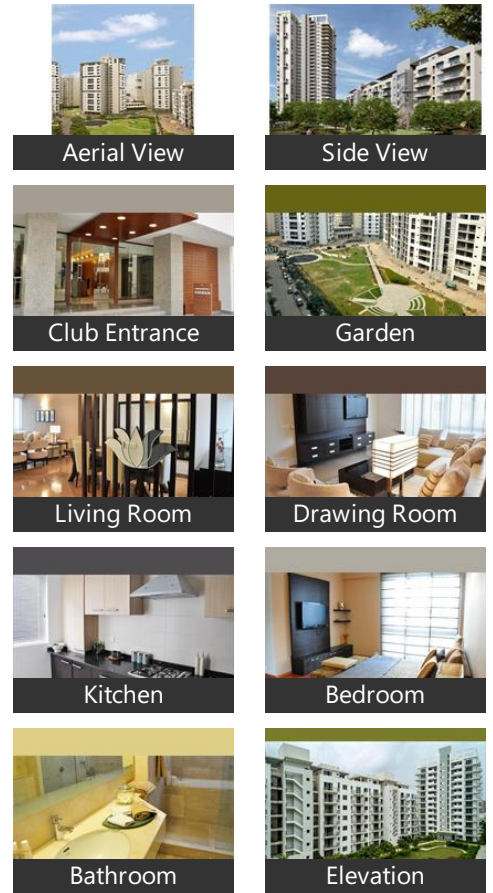 Aerial View
Side View
Club Entrance
Garden
Living Room
Drawing Room
Kitchen
Bedroom
Bathroom
Elevation